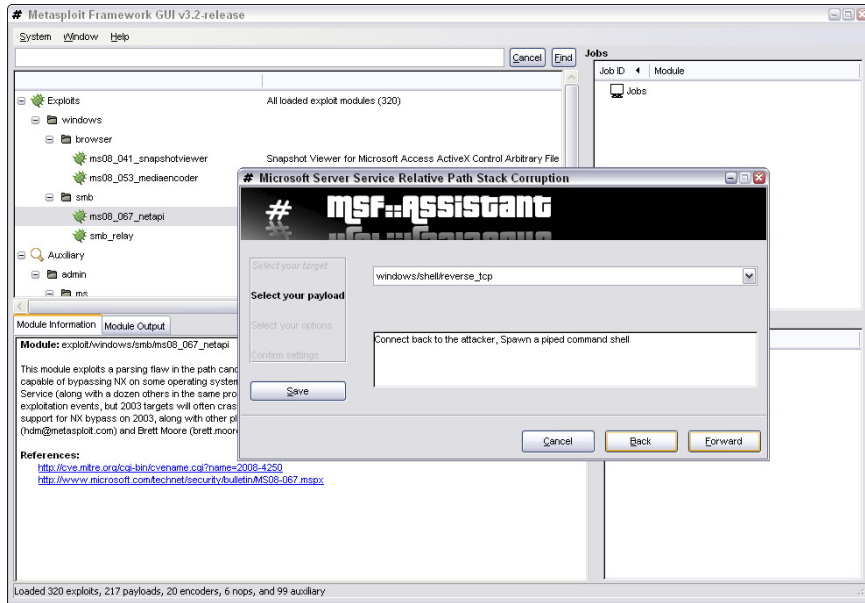 # Metasploit Framework GUI v3.2-release
System Window Help
Cancel Find
Jobs
Job ID Module
Jobs
Exploits All loaded exploit modules (320)
windows
browser
ms08_041_snapshotviewer Snapshot Viewer for Microsoft Access ActiveX Control Arbitrary File
ms08_053_mediaencoder
smb
ms08_067_netapi
smb_relay
Auxiliary
admin
ms
# Microsoft Server Service Relative Path Stack Corruption
# MSF::Assistant
Select your target
Select your payload
Select your options
Confirm settings
Save
windows/shell/reverse_tcp
Connect back to the attacker, Spawn a piped command shell
Cancel Back Forward
Module Information Module Output
Module: exploit/windows/smb/ms08_067_netapi
This module exploits a parsing flaw in the path canc
capable of bypassing NX on some operating system
Service (along with a dozen others in the same pro
exploitation events, but 2003 targets will often cras
support for NX bypass on 2003, along with other pl
(hdm@metasploit.com) and Brett Moore (brett.moor
References:
http://cve.mitre.org/cgi-bin/cvename.cgi?name=2008-4250
http://www.microsoft.com/technet/security/bulletin/MS08-067.mspx
Loaded 320 exploits, 217 payloads, 20 encoders, 6 nops, and 99 auxiliary